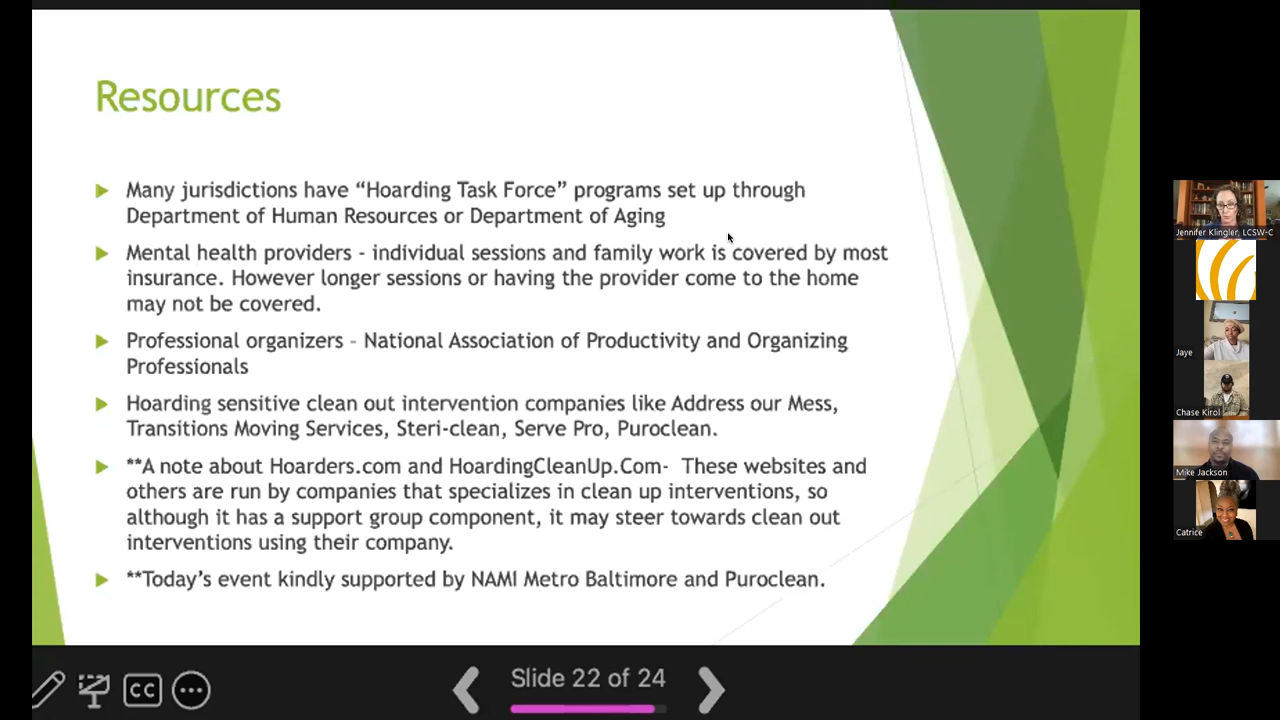 Resources
Many jurisdictions have “Hoarding Task Force” programs set up through
Department of Human Resources or Department of Aging
Mental health providers - individual sessions and family work is covered by most
insurance. However longer sessions or having the provider come to the home
may not be covered.
Professional organizers - National Association of Productivity and Organizing
Professionals
Hoarding sensitive clean out intervention companies like Address our Mess,
Transitions Moving Services, Steri-clean, Serve Pro, Puroclean.
**A note about Hoarders.com and HoardingCleanUp.Com- These websites and
others are run by companies that specializes in clean up interventions, so
although it has a support group component, it may steer towards clean out
interventions using their company.
**Today’s event kindly supported by NAMI Metro Baltimore and Puroclean.
CC
Slide 22 of 24
Jennifer Klingler, LCSW-C
Jaye
Chase Kirol
Mike Jackson
Catrice